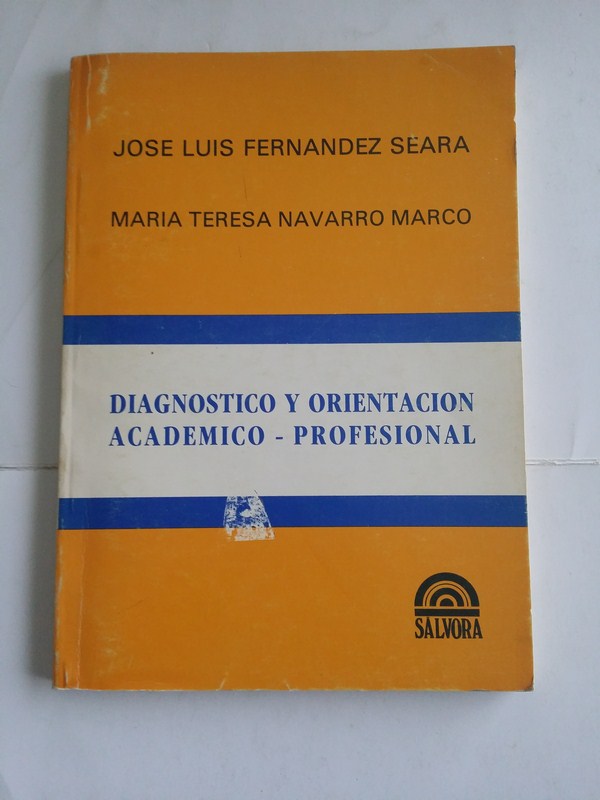 JOSE LUIS FERNANDEZ SEARA
MARIA TERESA NAVARRO MARCO
DIAGNOSTICO Y ORIENTACION
ACADEMICO - PROFESIONAL
SALVORA